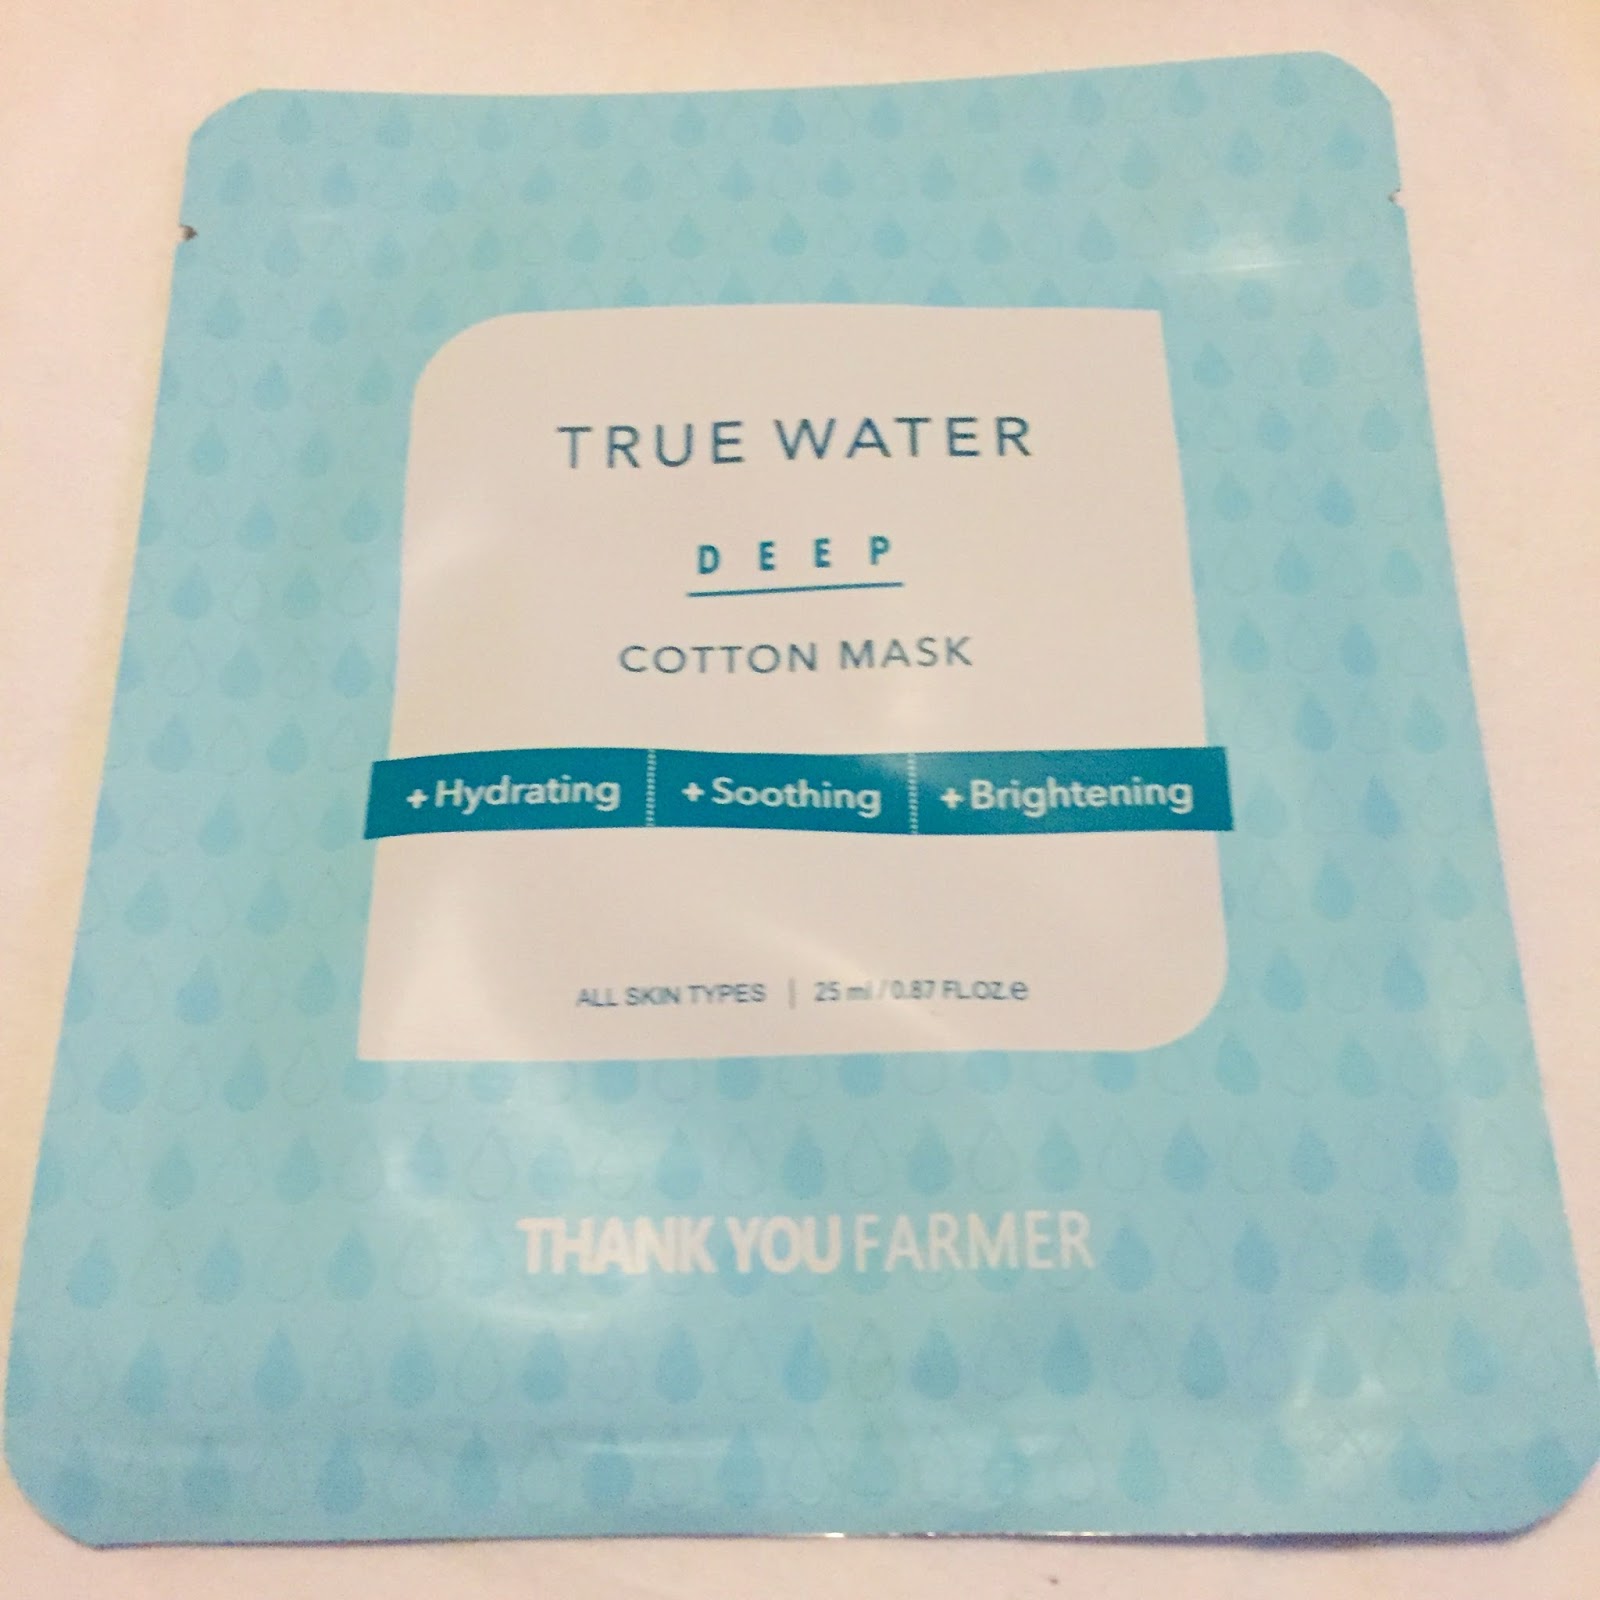 TRUE WATER
DEEP
COTTON MASK
+Hydrating +Soothing +Brightening
ALL SKIN TYPES | 25 ml / 0.87 FL.OZ.e
THANK YOU FARMER